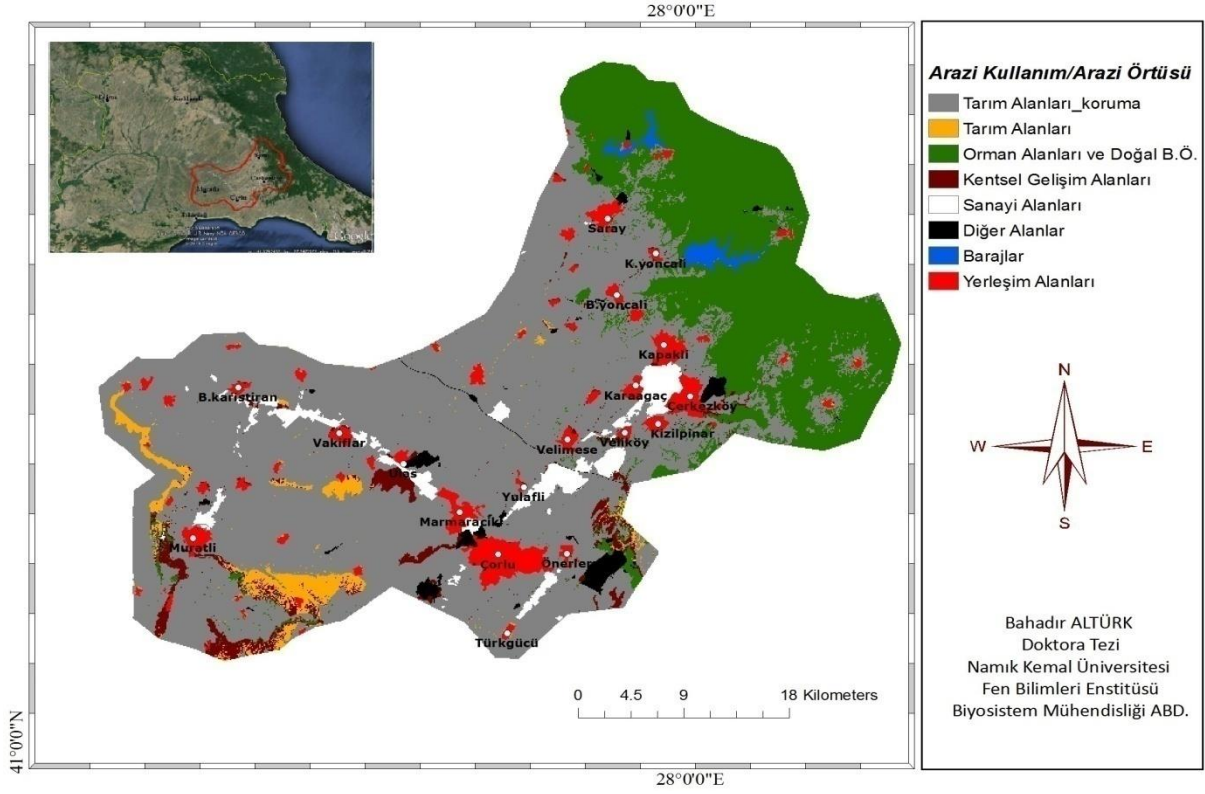 28°0'0"E
Arazi Kullanım/Arazi Örtüsü
Tarım Alanları_koruma
Tarım Alanları
Orman Alanları ve Doğal B.Ö.
Kentsel Gelişim Alanları
Sanayi Alanları
Diğer Alanlar
Barajlar
Yerleşim Alanları
Saray
K.yoncali
B.yoncali
Kapakli
Karaagaç
Çerkezköy
B.karistiran
Vakiflar
Velimese
Veliköy
Kizilpinar
Ulas
Yulafli
Marmaracik
Muratli
Çorlu
Önerler
Türkgücü
N
W
E
S
Bahadır ALTÜRK
Doktora Tezi
Namık Kemal Üniversitesi
Fen Bilimleri Enstitüsü
Biyosistem Mühendisliği ABD.
0 4.5 9 18 Kilometers
41°0'0"N
28°0'0"E